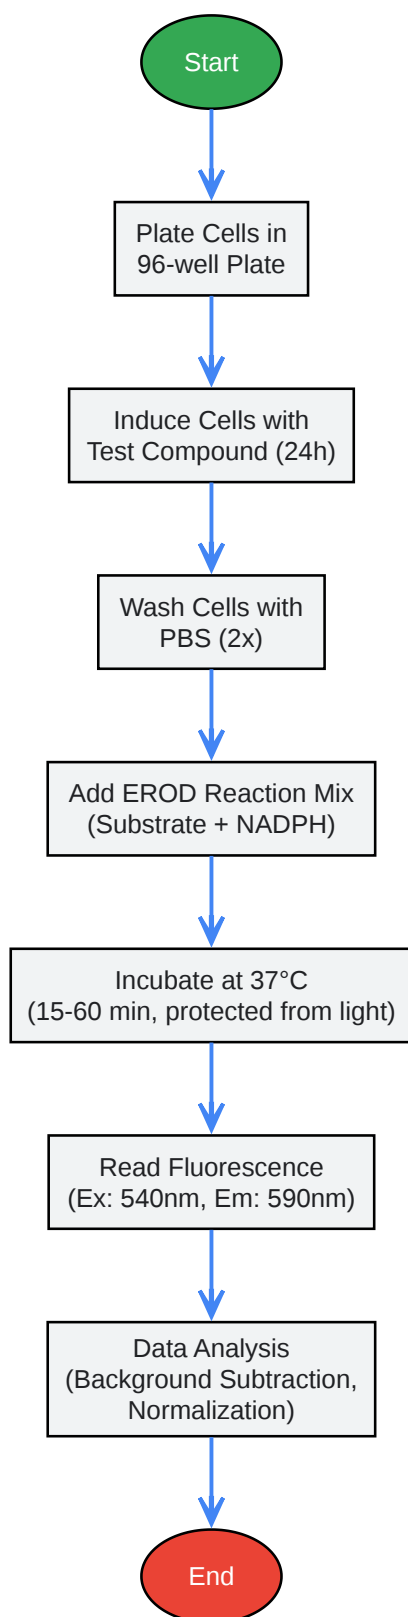 Start
Plate Cells in
96-well Plate
Induce Cells with
Test Compound (24h)
Wash Cells with
PBS (2x)
Add EROD Reaction Mix
(Substrate + NADPH)
Incubate at 37°C
(15-60 min, protected from light)
Read Fluorescence
(Ex: 540nm, Em: 590nm)
Data Analysis
(Background Subtraction,
Normalization)
End